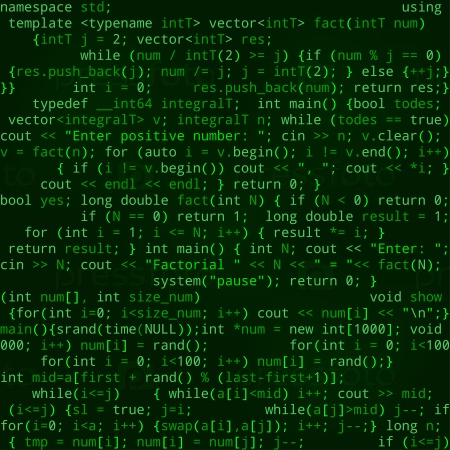 namespace std; using
template <typename intT> vector<intT> fact(intT num)
{intT j = 2; vector<intT> res;
while (num / intT(2) >= j) {if (num % j == 0)
{res.push_back(j); num /= j; j = intT(2); } else {++j;}
}} int i = 0; res.push_back(num); return res;}
typedef __int64 integralT; int main() {bool todes;
vector<integralT> v; integralT n; while (todes == true)
cout << "Enter positive number: "; cin >> n; v.clear();
v = fact(n); for (auto i = v.begin(); i != v.end(); i++)
{ if (i != v.begin()) cout << ", "; cout << *i; }
cout << endl << endl; } return 0; }
bool yes; long double fact(int N) { if (N < 0) return 0;
if (N == 0) return 1; long double result = 1;
for (int i = 1; i <= N; i++) { result *= i; }
return result; } int main() { int N; cout << "Enter: ";
cin >> N; cout << "Factorial " << N << " = "<< fact(N);
system("pause"); return 0; }
(int num[], int size_num) void show
{for(int i=0; i<size_num; i++) cout << num[i] << "\n";}
main(){srand(time(NULL));int *num = new int[1000]; void
000; i++) num[i] = rand(); for(int i = 0; i<100
for(int i = 0; i<100; i++) num[i] = rand();}
int mid=a[first + rand() % (last-first+1)];
while(i<=j) { while(a[i]<mid) i++; cout >> mid;
(i<=j) {sl = true; j=i; while(a[j]>mid) j--; if
for(i=0; i<a; i++) {swap(a[i],a[j]); i++; j--;} long n;
{ tmp = num[i]; num[i] = num[j]; j--; if (i<=j)